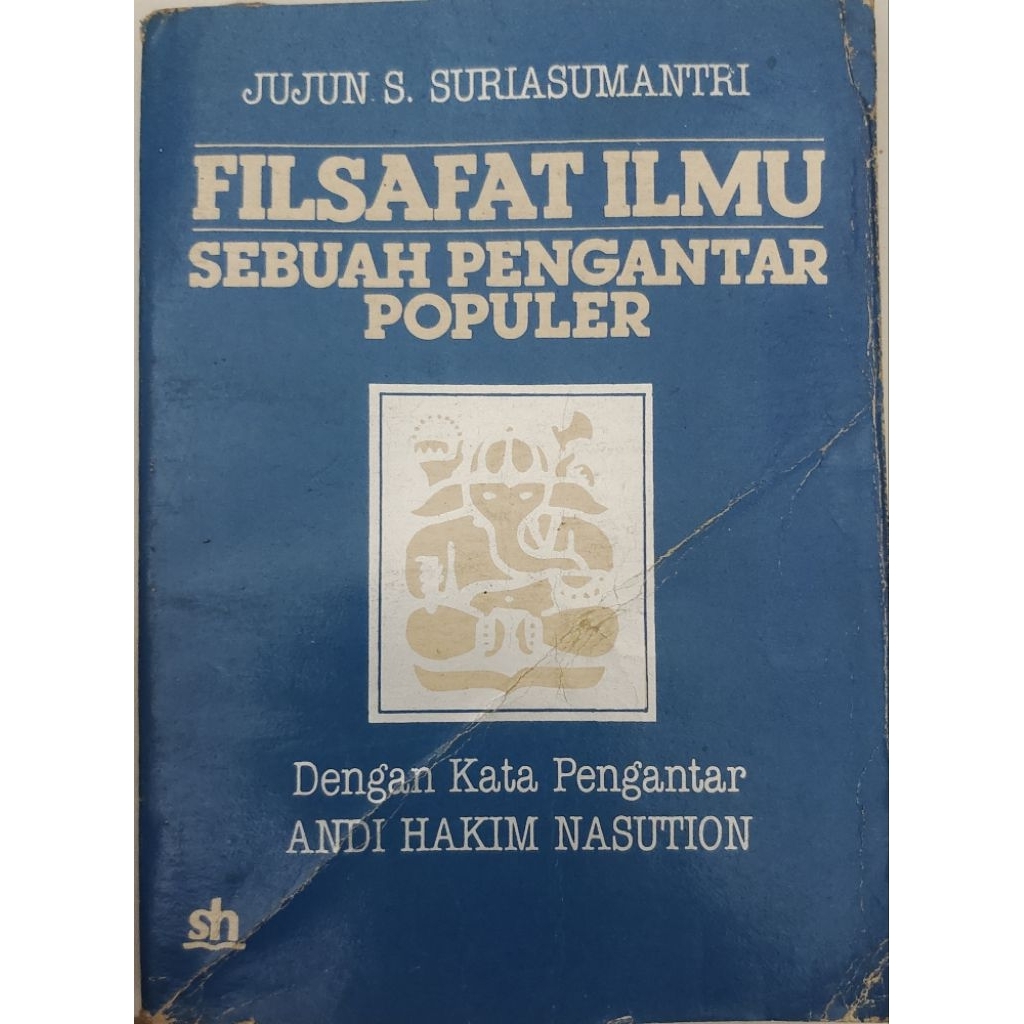 JUJUN S. SURIASUMANTRI
FILSAFAT ILMU
SEBUAH PENGANTAR
POPULER
Dengan Kata Pengantar
ANDI HAKIM NASUTION
sh